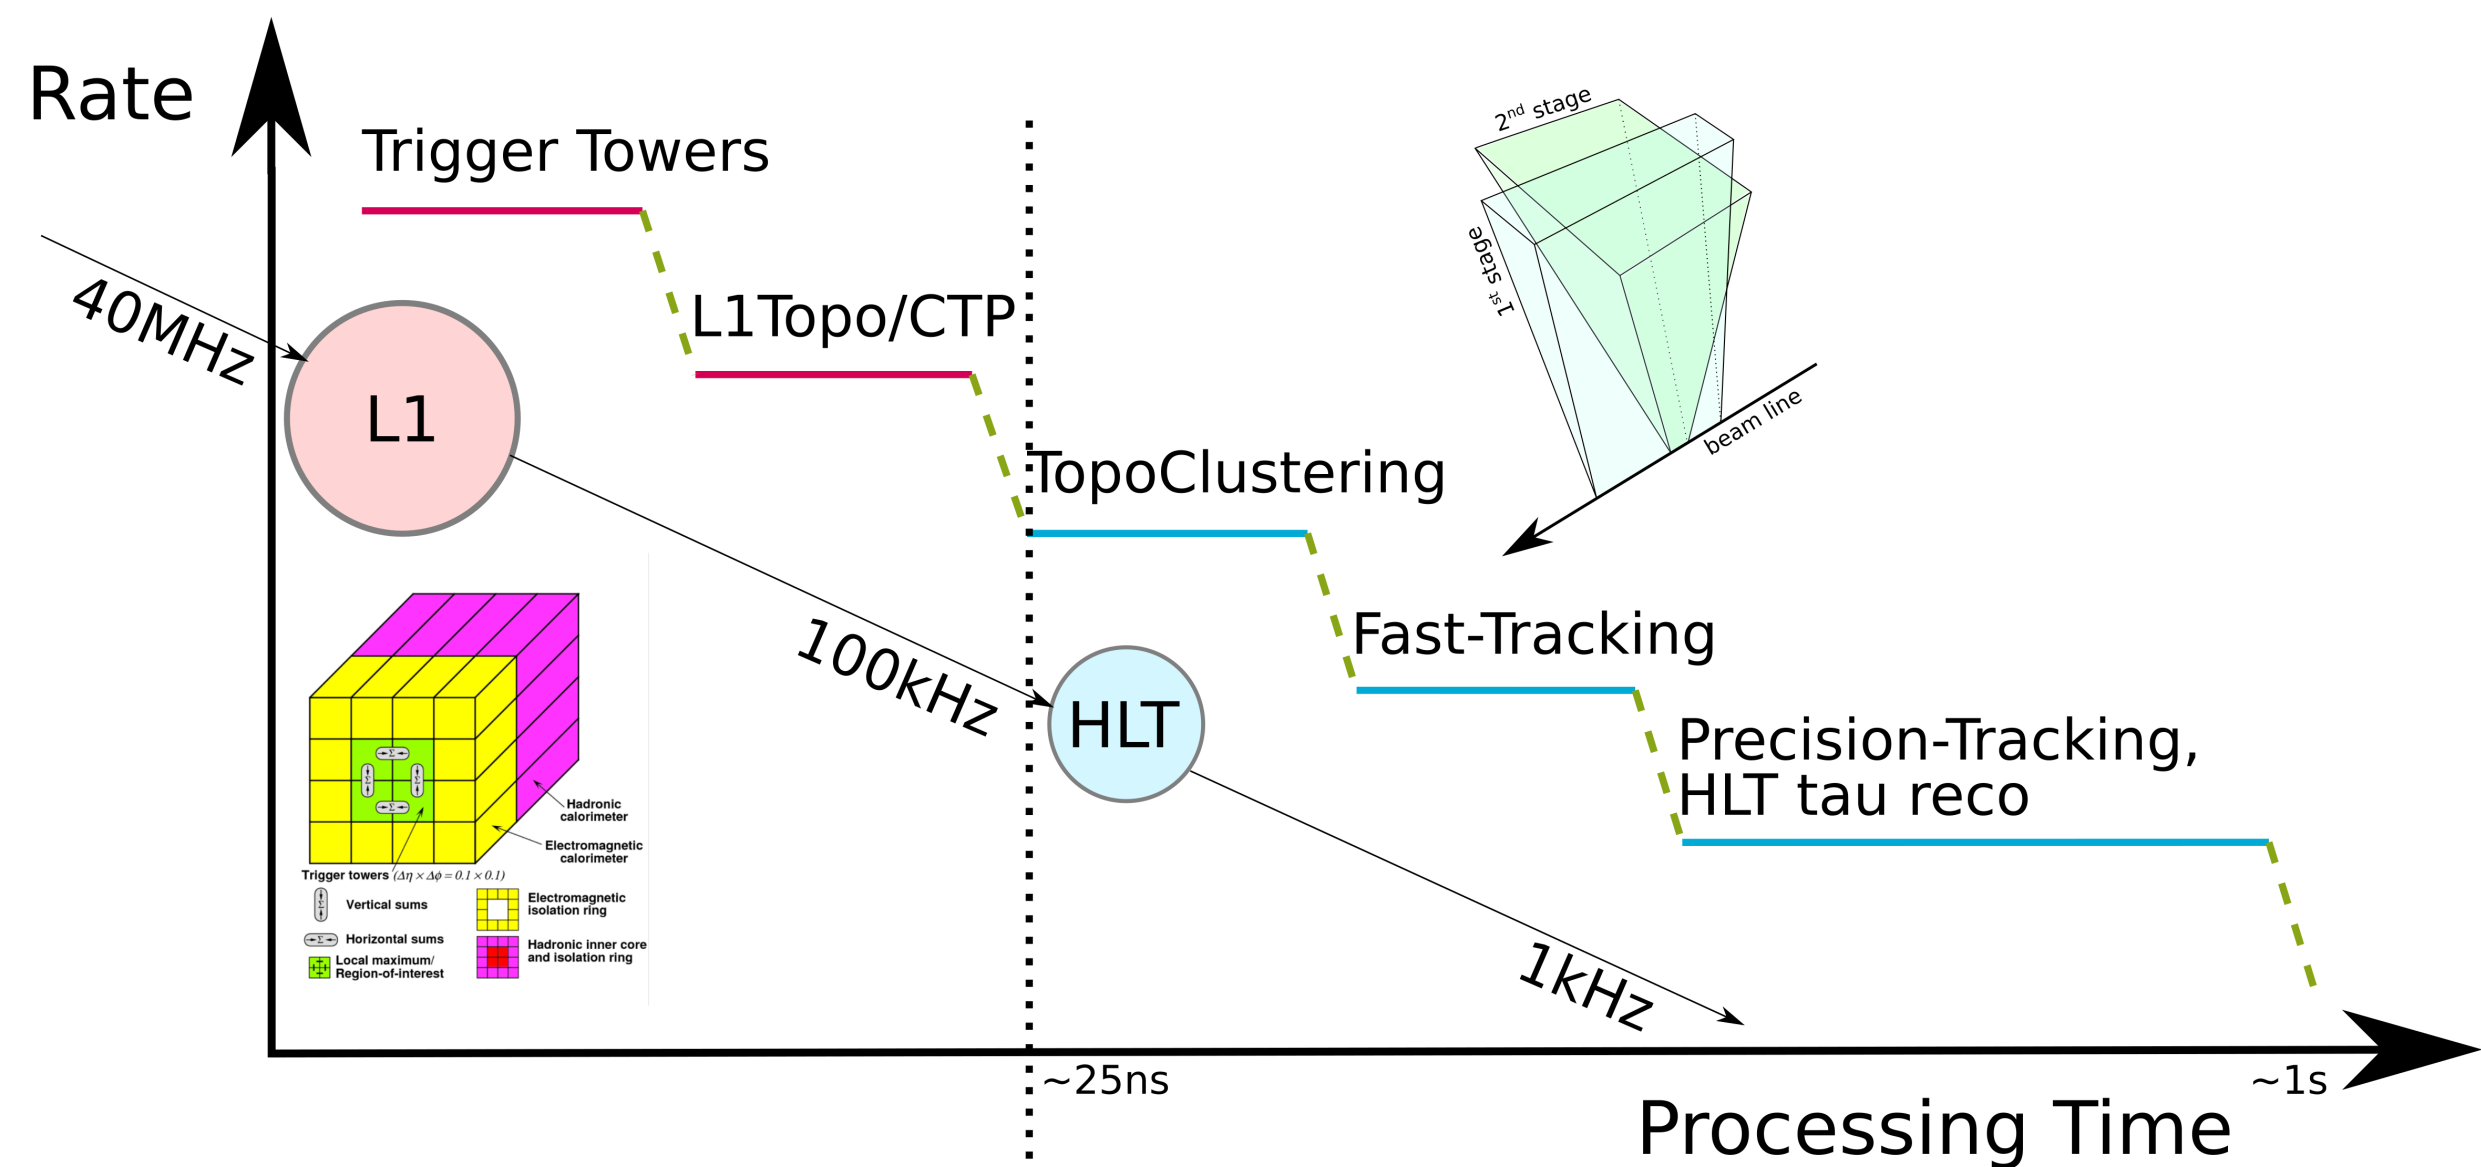 Rate
Trigger Towers
2nd stage
1st stage
40MHz
L1Topo/CTP
L1
beam line
TopoClustering
Fast-Tracking
100kHz
HLT
Precision-Tracking,
HLT tau reco
Σ
Σ
Σ
Σ
Hadronic
calorimeter
Electromagnetic
calorimeter
Trigger towers (Δη × Δϕ = 0.1 × 0.1)
Σ
Vertical sums
Electromagnetic
isolation ring
Σ
Horizontal sums
Hadronic inner core
and isolation ring
Local maximum/
Region-of-interest
1kHz
~25ns
~1s
Processing Time